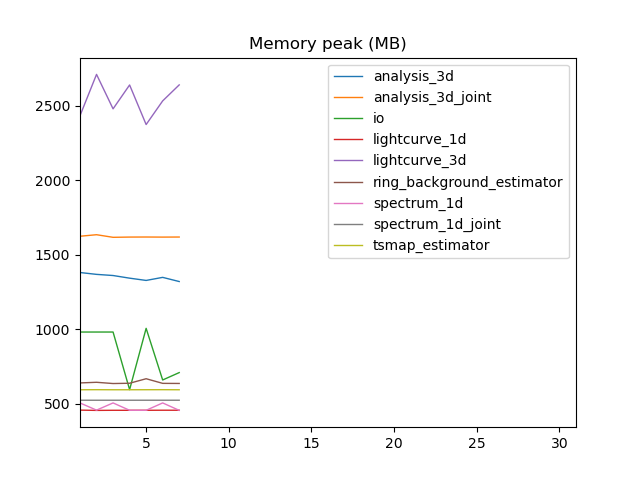 Memory peak (MB)
2500
2000
1500
1000
500
5
10
15
20
25
30
analysis_3d
analysis_3d_joint
io
lightcurve_1d
lightcurve_3d
ring_background_estimator
spectrum_1d
spectrum_1d_joint
tsmap_estimator